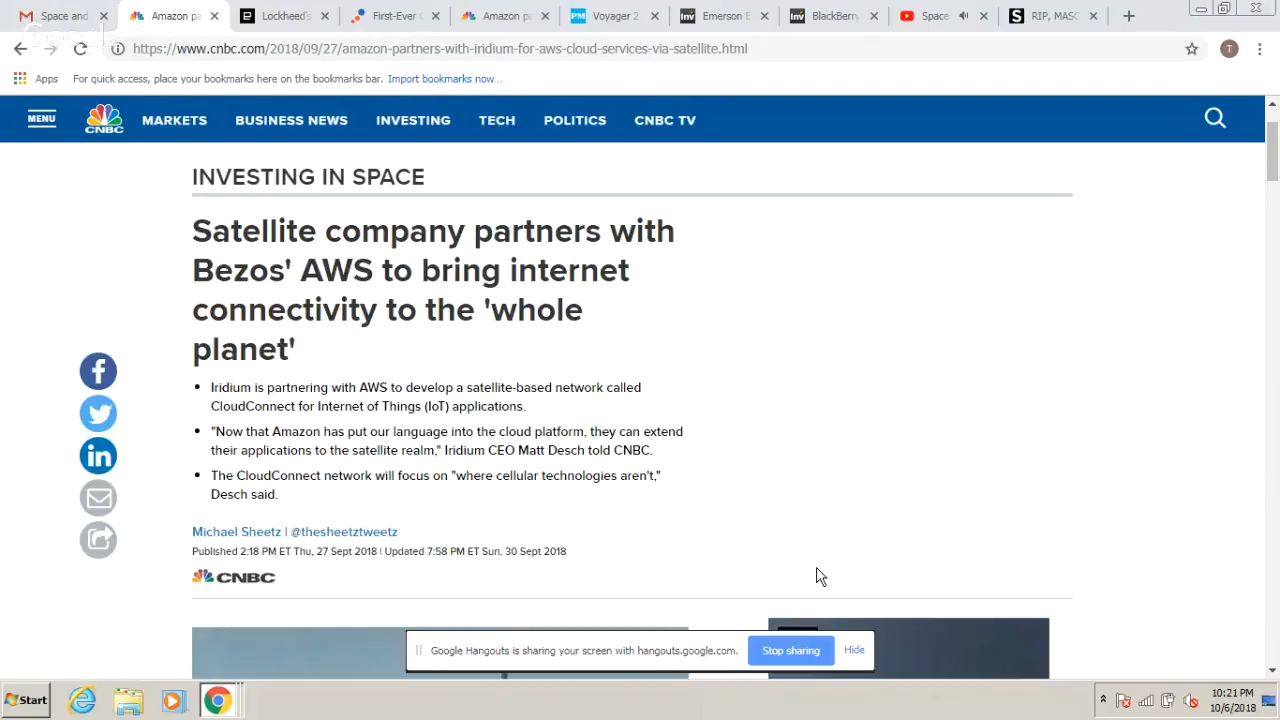 Space and
Amazon pa
Lockheed'
First-Ever
Amazon pa
Voyager 2
Emerson
BlackBerry
Space
RIP, MASC
https://www.cnbc.com/2018/09/27/amazon-partners-with-iridium-for-aws-cloud-services-via-satellite.html
T
Apps For quick access, place your bookmarks here on the bookmarks bar. Import bookmarks now...
MENU CNBC MARKETS BUSINESS NEWS INVESTING TECH POLITICS CNBC TV
INVESTING IN SPACE
Satellite company partners with
Bezos' AWS to bring internet
connectivity to the 'whole
planet'
• Iridium is partnering with AWS to develop a satellite-based network called
CloudConnect for Internet of Things (IoT) applications.
• "Now that Amazon has put our language into the cloud platform, they can extend
their applications to the satellite realm," Iridium CEO Matt Desch told CNBC.
• The CloudConnect network will focus on "where cellular technologies aren't,"
Desch said.
Michael Sheetz | @thesheetztweetz
Published 2:18 PM ET Thu, 27 Sept 2018 | Updated 7:58 PM ET Sun, 30 Sept 2018
CNBC
Google Hangouts is sharing your screen with hangouts.google.com. Stop sharing Hide
Start
10:21 PM
10/6/2018